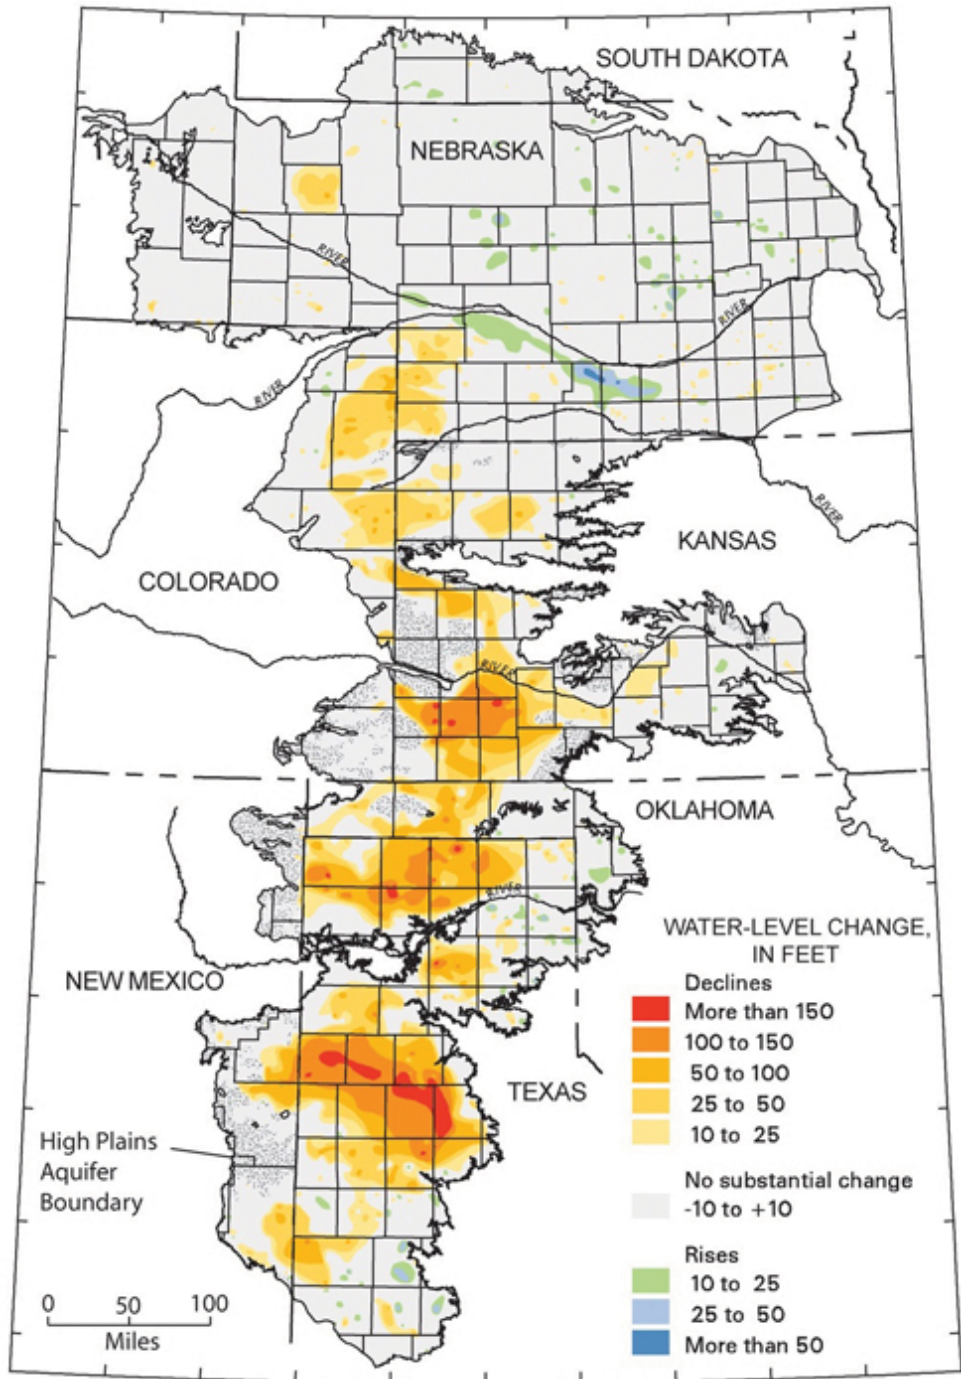 SOUTH DAKOTA
NEBRASKA
RIVER
RIVER
RIVER
RIVER
KANSAS
COLORADO
RIVER
OKLAHOMA
RIVER
NEW MEXICO
TEXAS
High Plains
Aquifer
Boundary
0 50 100
Miles
WATER-LEVEL CHANGE,
IN FEET
Declines
More than 150
100 to 150
50 to 100
25 to 50
10 to 25
No substantial change
-10 to +10
Rises
10 to 25
25 to 50
More than 50